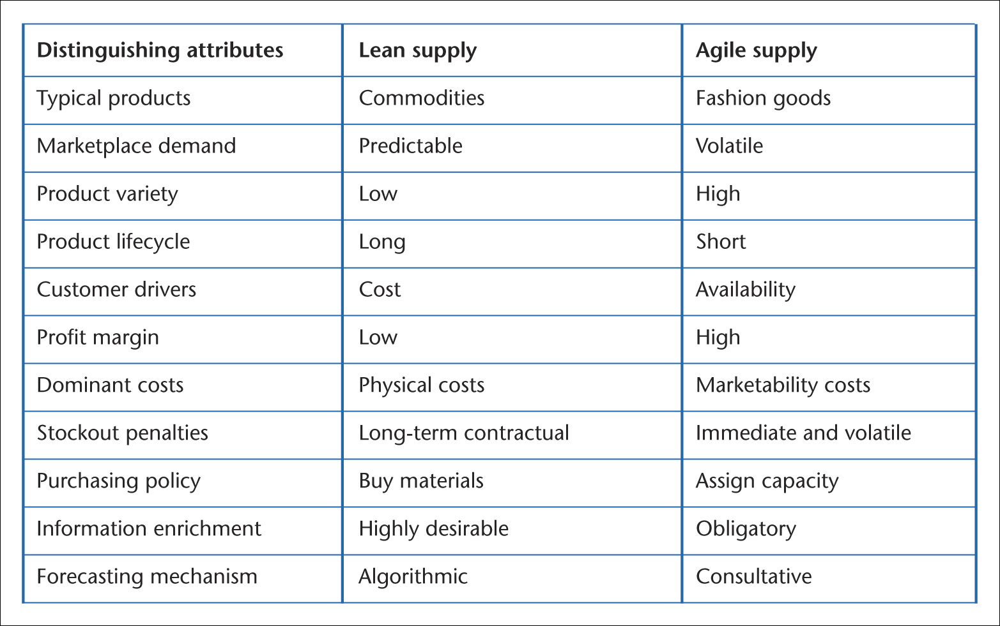 Distinguishing attributes Lean supply Agile supply
Typical products Commodities Fashion goods
Marketplace demand Predictable Volatile
Product variety Low High
Product lifecycle Long Short
Customer drivers Cost Availability
Profit margin Low High
Dominant costs Physical costs Marketability costs
Stockout penalties Long-term contractual Immediate and volatile
Purchasing policy Buy materials Assign capacity
Information enrichment Highly desirable Obligatory
Forecasting mechanism Algorithmic Consultative